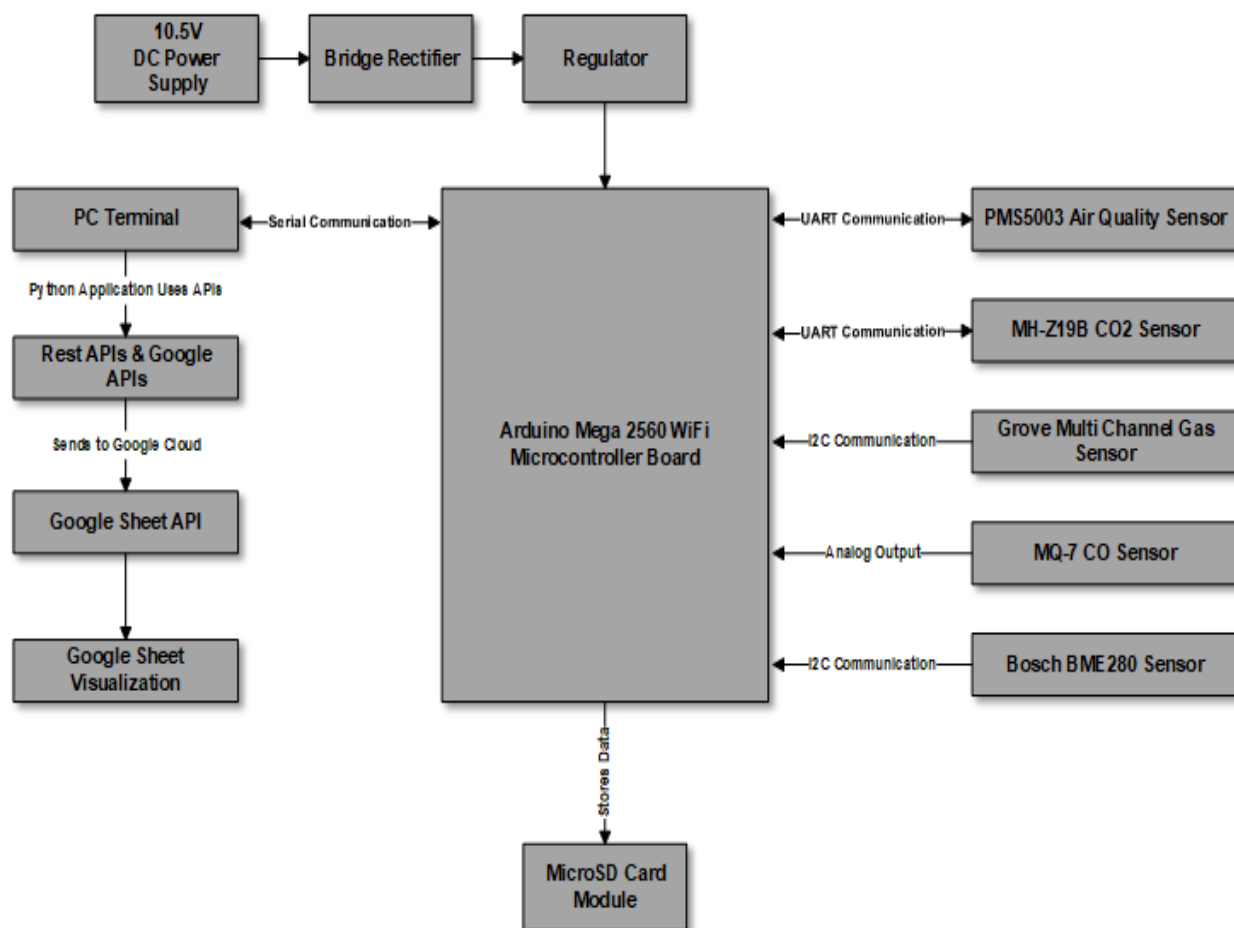 10.5V
DC Power
Supply
Bridge Rectifier
Regulator
PC Terminal
Serial Communication
UART Communication
PMS5003 Air Quality Sensor
Python Application Uses APIs
UART Communication
MH-Z19B CO2 Sensor
Rest APIs & Google
APIs
Arduino Mega 2560 WiFi
Microcontroller Board
I2C Communication
Grove Multi Channel Gas
Sensor
Sends to Google Cloud
Google Sheet API
Analog Output
MQ-7 CO Sensor
Google Sheet
Visualization
I2C Communication
Bosch BME280 Sensor
Stores Data
MicroSD Card
Module